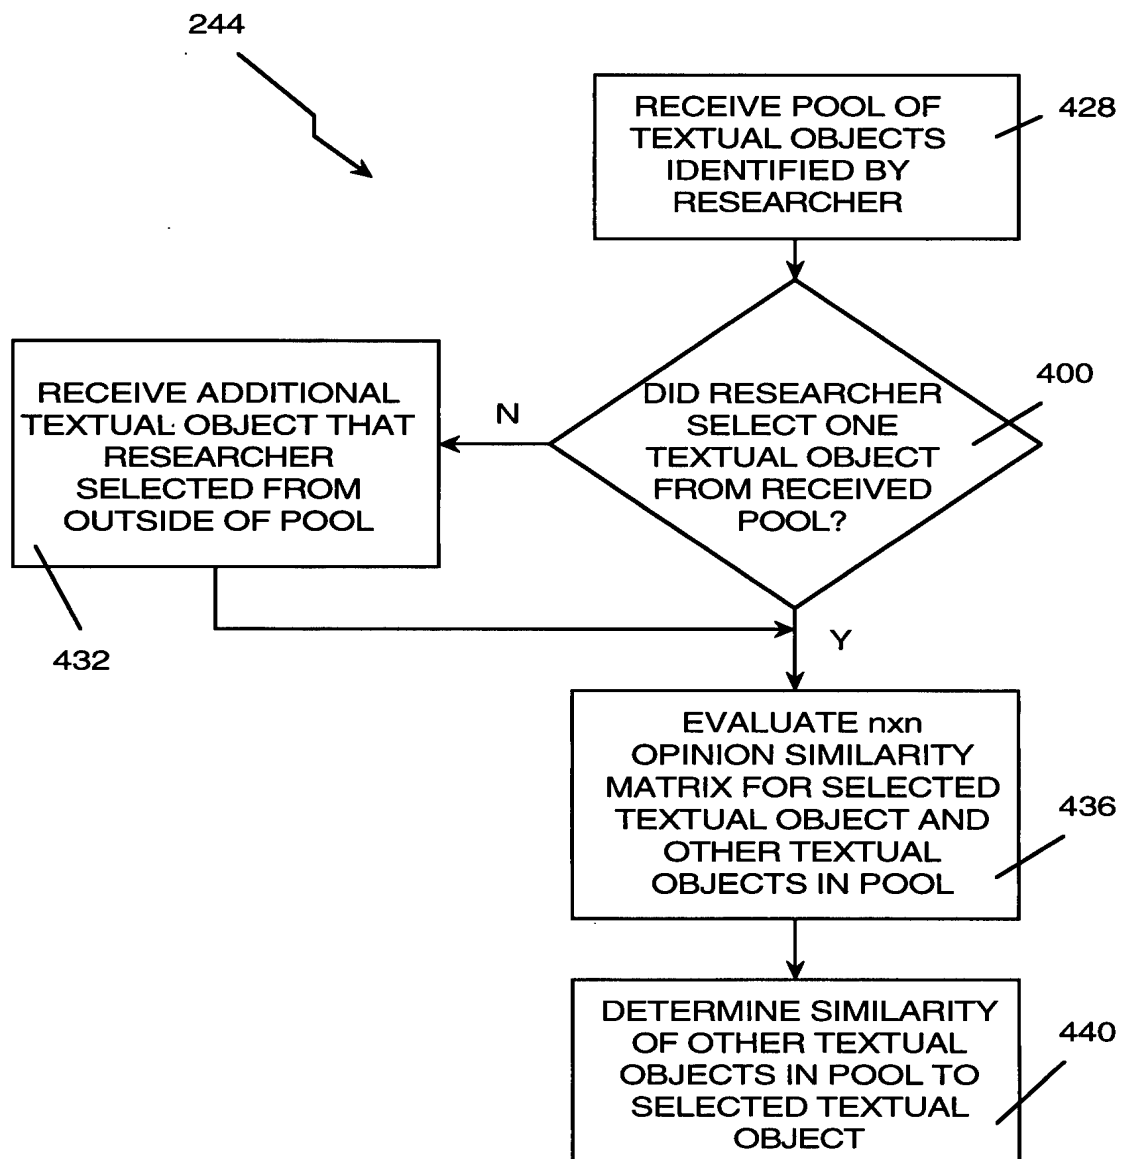 244
RECEIVE POOL OF
TEXTUAL OBJECTS
IDENTIFIED BY
RESEARCHER
428
DID RESEARCHER
SELECT ONE
TEXTUAL OBJECT
FROM RECEIVED
POOL?
400
N
RECEIVE ADDITIONAL
TEXTUAL OBJECT THAT
RESEARCHER
SELECTED FROM
OUTSIDE OF POOL
432
Y
EVALUATE nxn
OPINION SIMILARITY
MATRIX FOR SELECTED
TEXTUAL OBJECT AND
OTHER TEXTUAL
OBJECTS IN POOL
436
DETERMINE SIMILARITY
OF OTHER TEXTUAL
OBJECTS IN POOL TO
SELECTED TEXTUAL
OBJECT
440